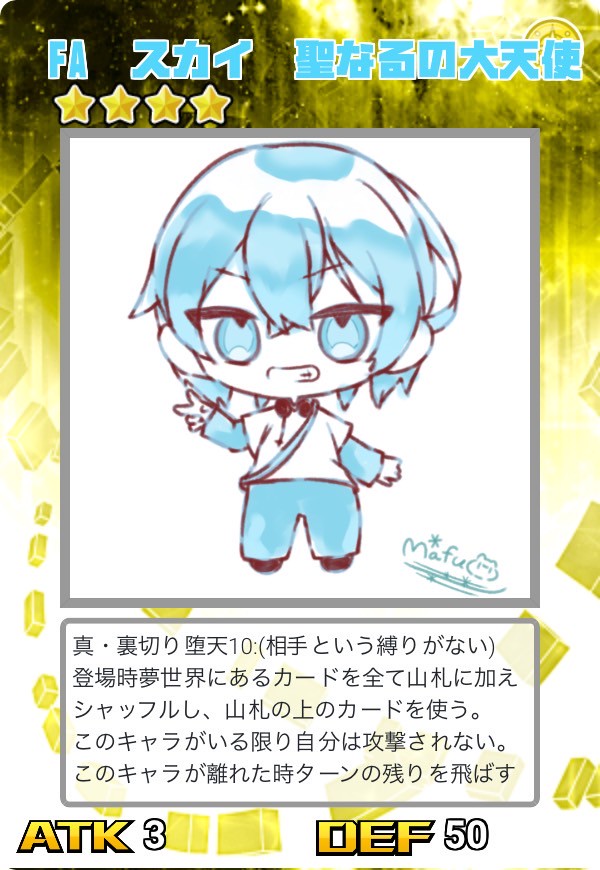 FA スカイ 聖なるの大天使
Mafu
真・裏切り堕天10:(相手という縛りがない)
登場時夢世界にあるカードを全て山札に加え
シャッフルし、山札の上のカードを使う。
このキャラがいる限り自分は攻撃されない。
このキャラが離れた時ターンの残りを飛ばす
ATK 3 DEF 50